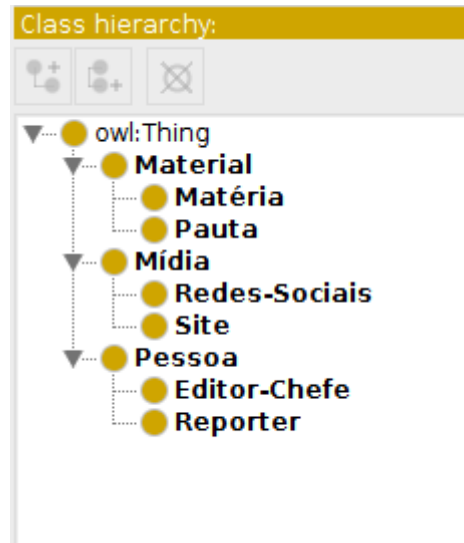 Class hierarchy:
owl:Thing
Material
Matéria
Pauta
Mídia
Redes-Sociais
Site
Pessoa
Editor-Chefe
Reporter